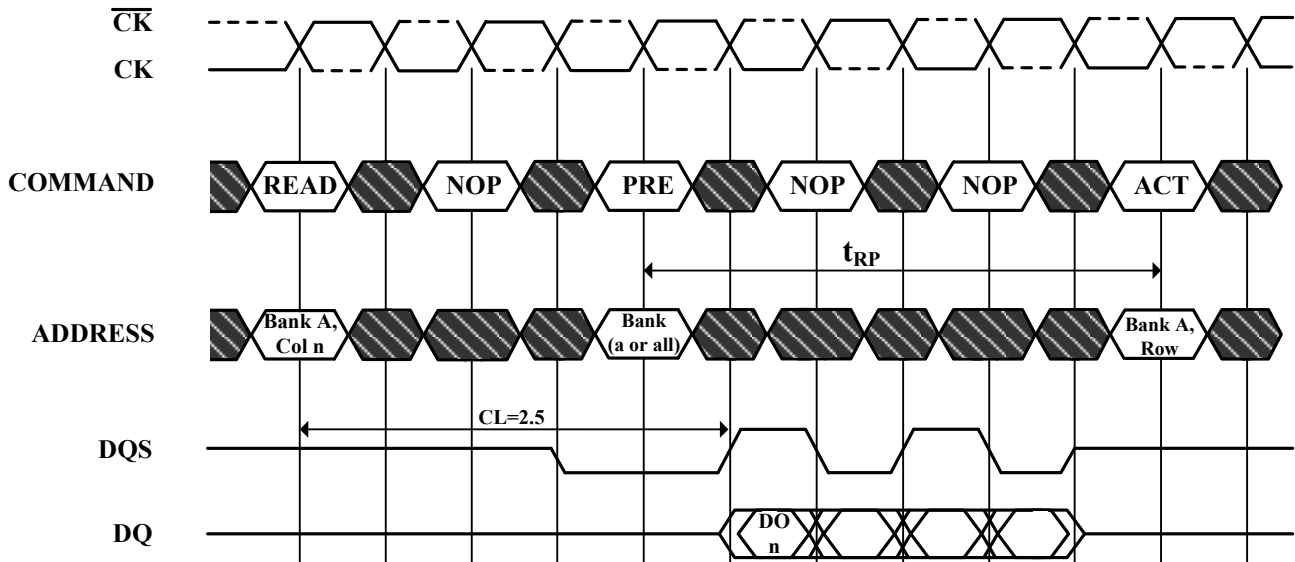 CK
CK
COMMAND
READ
NOP
PRE
NOP
NOP
ACT
tRP
ADDRESS
Bank A,
Col n
Bank
(a or all)
Bank A,
Row
CL=2.5
DQS
DQ
DO
n